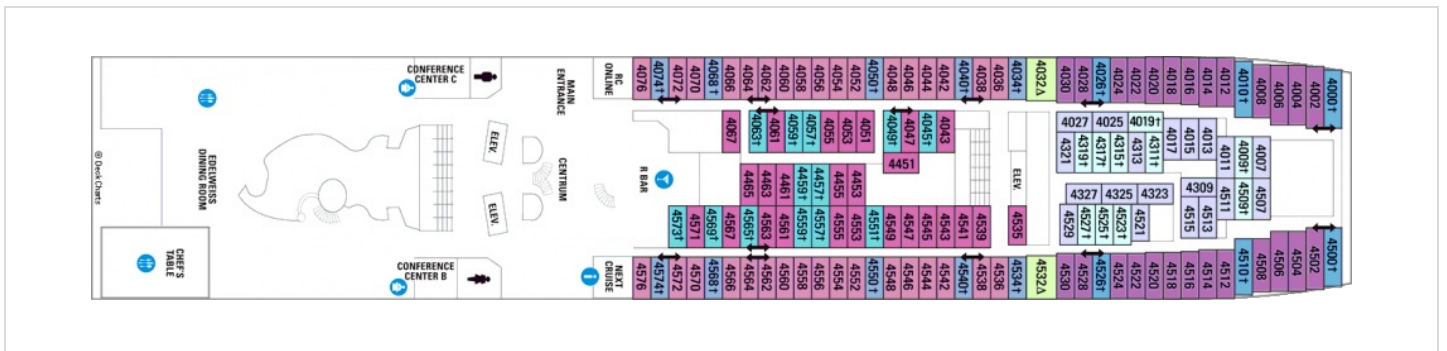 © Deck Charts
EDELWEISS
DINING ROOM
CHEF'S
TABLE
CONFERENCE
CENTER C
CONFERENCE
CENTER B
ELEV.
ELEV.
MAIN
ENTRANCE
CENTRUM
RC
ONLINE
R BAR
NEXT
CRUISE
ELEV.
4076 4074† 4072 4070 4068† 4066 4064 4062 4060 4058 4056 4054 4052 4050† 4048 4046 4044 4042 4040† 4038 4036 4034† 4032Δ 4030 4028 4026† 4024 4022 4020 4018 4016 4014 4012 4010† 4008 4006 4004 4002 4000†
4067 4063† 4061 4059† 4057† 4055 4053 4051 4049† 4047 4045† 4043
4451
4027 4025 4019†
4321 4319† 4317† 4315† 4313 4311† 4017 4015 4013 4011 4009† 4007
4465 4463 4461 4459† 4457† 4455 4453
4327 4325 4323 4309
4511 4509† 4507
4573† 4571 4569† 4567 4565† 4563 4561 4559† 4557† 4555 4553 4551† 4549 4547 4545 4543 4541 4539 4535
4529 4527† 4525† 4523† 4521 4515 4513
4576 4574† 4572 4570 4568† 4566 4564 4562 4560 4558 4556 4554 4552 4550† 4548 4546 4544 4542 4540† 4538 4536 4534† 4532Δ 4530 4528 4526† 4524 4522 4520 4518 4516 4514 4512 4510† 4508 4506 4504 4502 4500†